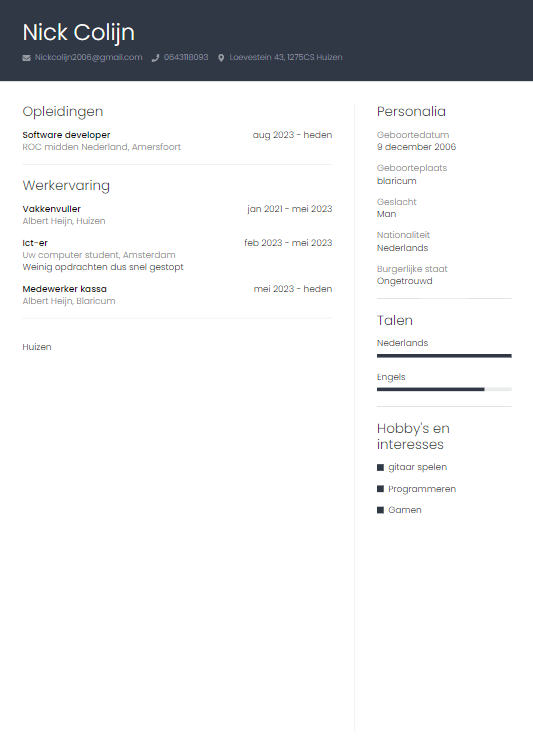 Nick Colijn
Nickcolijn2006@gmail.com 0643118093 Loevestein 43, 1275CS Huizen
Opleidingen
Software developer aug 2023 - heden
ROC midden Nederland, Amersfoort
Werkervaring
Vakkenvuller jan 2021 - mei 2023
Albert Heijn, Huizen
Ict-er feb 2023 - mei 2023
Uw computer student, Amsterdam
Weinig opdrachten dus snel gestopt
Medewerker kassa mei 2023 - heden
Albert Heijn, Blaricum
Huizen
Personalia
Geboortedatum
9 december 2006
Geboorteplaats
blaricum
Geslacht
Man
Nationaliteit
Nederlands
Burgerlijke staat
Ongetrouwd
Talen
Nederlands
Engels
Hobby's en
interesses
gitaar spelen
Programmeren
Gamen